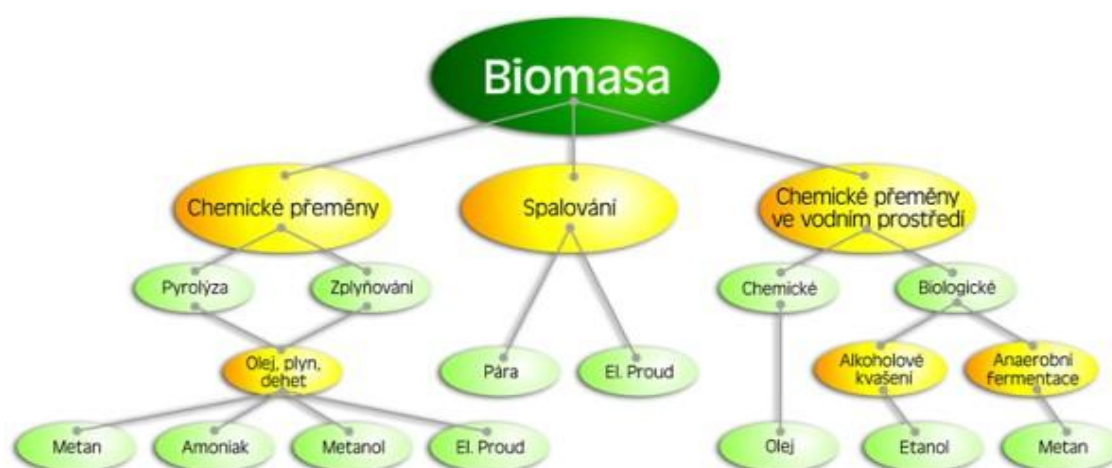 Biomasa
Chemické přeměny
Spalování
Chemické přeměny
ve vodním prostředí
Pyrolýza
Zplyňování
Chemické
Biologické
Olej, plyn,
dehet
Pára
El. Proud
Alkoholové
kvašení
Anaerobní
fermentace
Metan
Amoniak
Metanol
El. Proud
Olej
Etanol
Metan